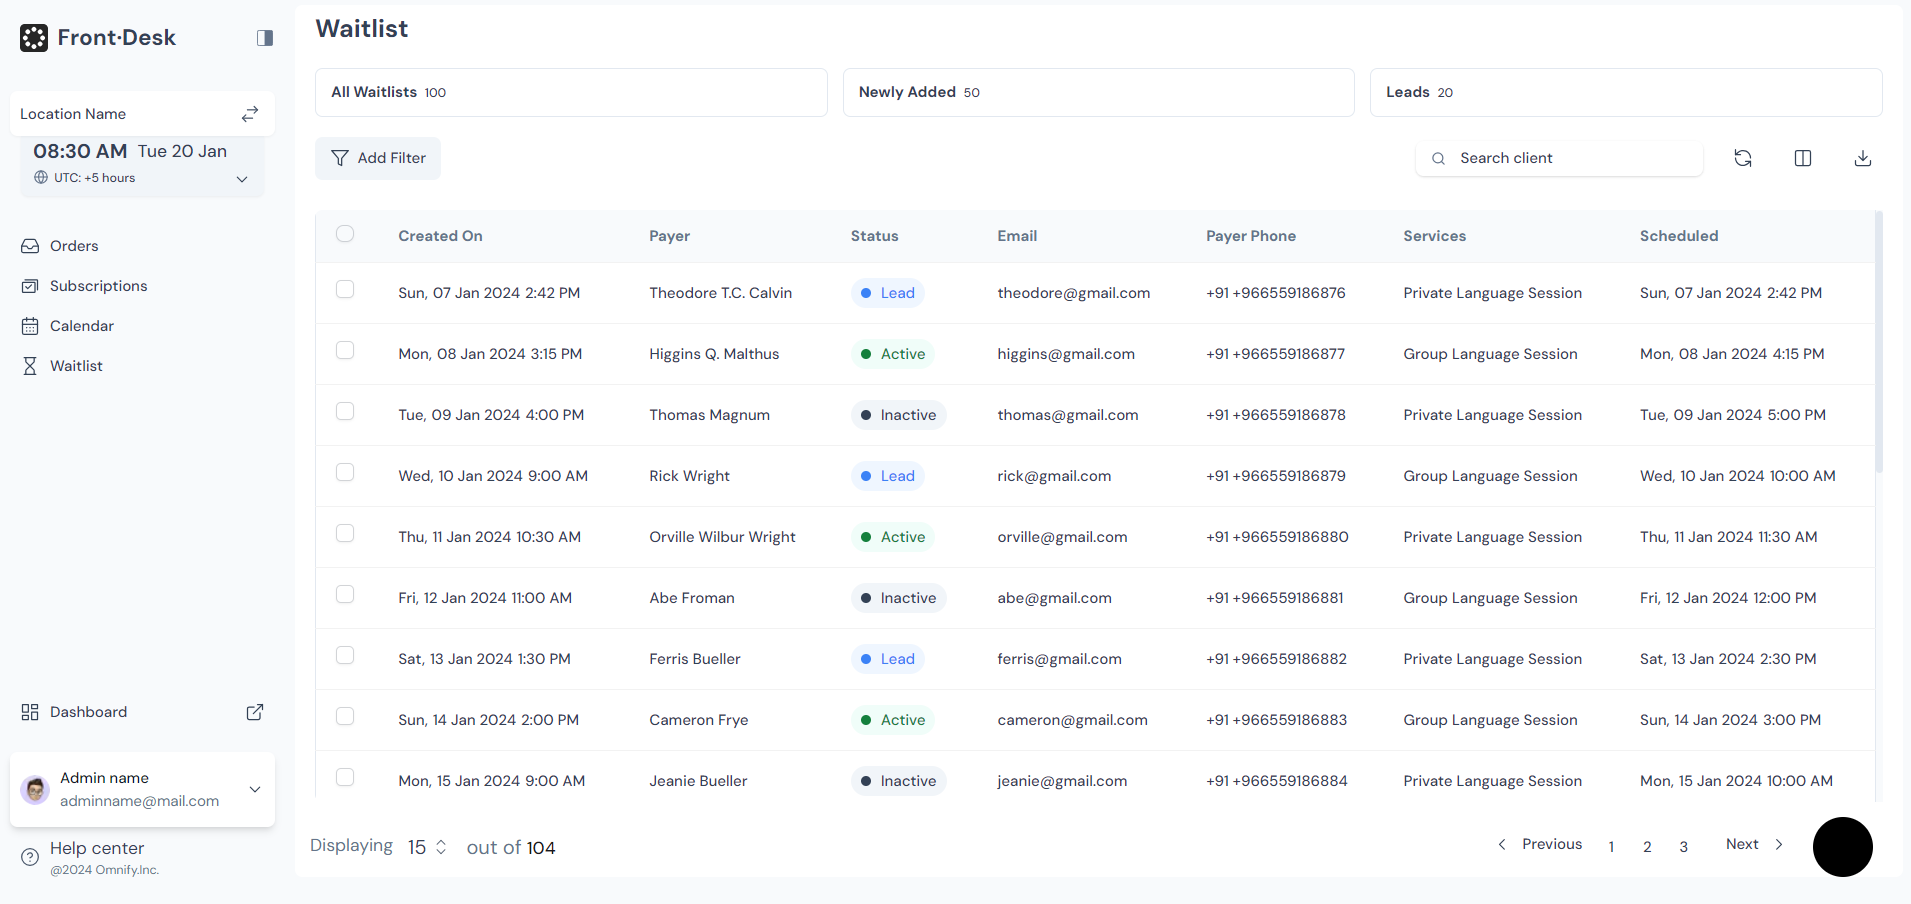 Front·Desk
Location Name
08:30 AM Tue 20 Jan
UTC: +5 hours
Orders
Subscriptions
Calendar
Waitlist
Dashboard
Admin name
adminname@mail.com
Help center
@2024 Omnify.Inc.
Waitlist
All Waitlists 100
Newly Added 50
Leads 20
Add Filter
Search client
Created On Payer Status Email Payer Phone Services Scheduled
Sun, 07 Jan 2024 2:42 PM Theodore T.C. Calvin Lead theodore@gmail.com +91 +966559186876 Private Language Session Sun, 07 Jan 2024 2:42 PM
Mon, 08 Jan 2024 3:15 PM Higgins Q. Malthus Active higgins@gmail.com +91 +966559186877 Group Language Session Mon, 08 Jan 2024 4:15 PM
Tue, 09 Jan 2024 4:00 PM Thomas Magnum Inactive thomas@gmail.com +91 +966559186878 Private Language Session Tue, 09 Jan 2024 5:00 PM
Wed, 10 Jan 2024 9:00 AM Rick Wright Lead rick@gmail.com +91 +966559186879 Group Language Session Wed, 10 Jan 2024 10:00 AM
Thu, 11 Jan 2024 10:30 AM Orville Wilbur Wright Active orville@gmail.com +91 +966559186880 Private Language Session Thu, 11 Jan 2024 11:30 AM
Fri, 12 Jan 2024 11:00 AM Abe Froman Inactive abe@gmail.com +91 +966559186881 Group Language Session Fri, 12 Jan 2024 12:00 PM
Sat, 13 Jan 2024 1:30 PM Ferris Bueller Lead ferris@gmail.com +91 +966559186882 Private Language Session Sat, 13 Jan 2024 2:30 PM
Sun, 14 Jan 2024 2:00 PM Cameron Frye Active cameron@gmail.com +91 +966559186883 Group Language Session Sun, 14 Jan 2024 3:00 PM
Mon, 15 Jan 2024 9:00 AM Jeanie Bueller Inactive jeanie@gmail.com +91 +966559186884 Private Language Session Mon, 15 Jan 2024 10:00 AM
Displaying 15 out of 104
Previous 1 2 3 Next